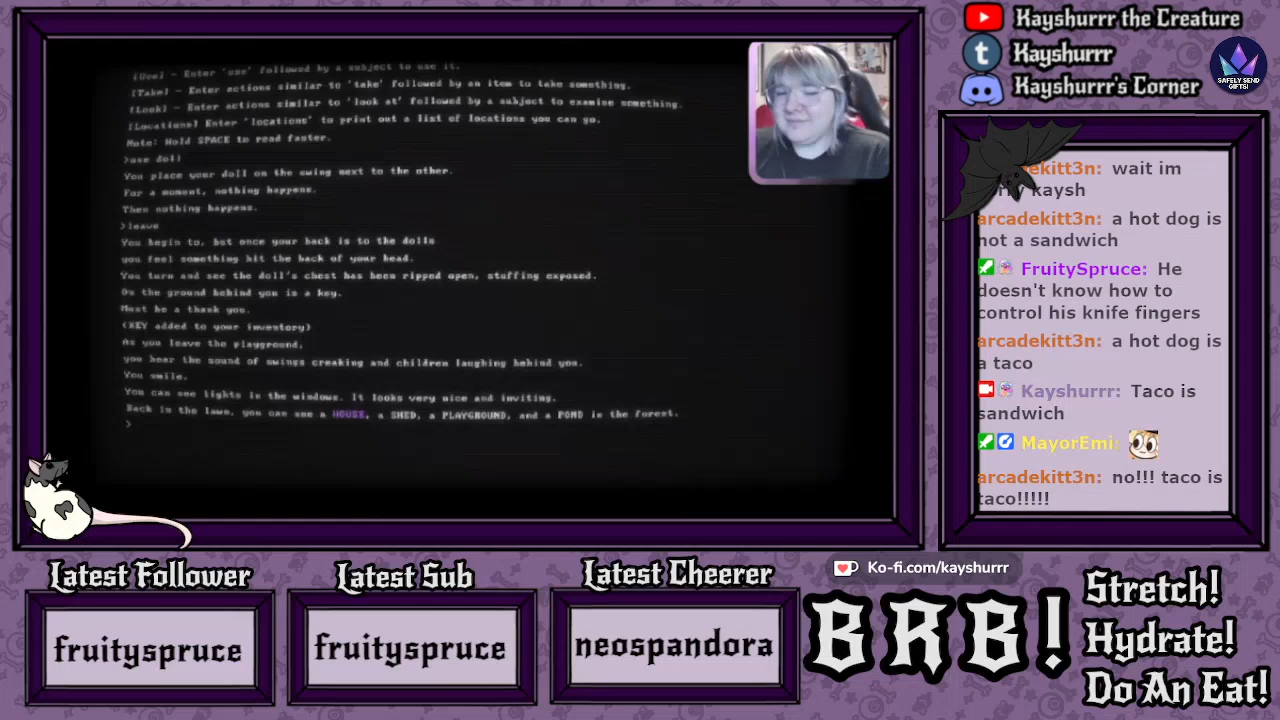 [Use] - Enter 'use' followed by a subject to use it.
[Take] - Enter actions similar to 'take' followed by an item to take something.
[Look] - Enter actions similar to 'look at' followed by a subject to examine something.
[Locations] Enter 'locations' to print out a list of locations you can go.
Note: Hold SPACE to read faster.
>use doll
You place your doll on the swing next to the other.
For a moment, nothing happens.
Then nothing happens.
>leave
You begin to, but once your back is to the dolls
you feel something hit the back of your head.
You turn and see the doll's chest has been ripped open, stuffing exposed.
On the ground behind you is a key.
Must be a thank you.
(KEY added to your inventory)
As you leave the playground,
you hear the sound of swings creaking and children laughing behind you.
You smile.
You can see lights in the windows. It looks very nice and inviting.
Back in the lawn, you can see a HOUSE, a SHED, a PLAYGROUND, and a POND in the forest.
>
Kayshurrr the Creature
Kayshurrr
Kayshurrr's Corner
SAFELY SEND
GIFTS!
ekitt3n: wait im
kaysh
arcadekitt3n: a hot dog is
not a sandwich
FruitySpruce: He
doesn't know how to
control his knife fingers
arcadekitt3n: a hot dog is
a taco
Kayshurrr: Taco is
sandwich
MayorEmi:
arcadekitt3n: no!!! taco is
taco!!!!!
Latest Follower
fruityspruce
Latest Sub
fruityspruce
Latest Cheerer
neospandora
Ko-fi.com/kayshurrr
BRB!
Stretch!
Hydrate!
Do An Eat!